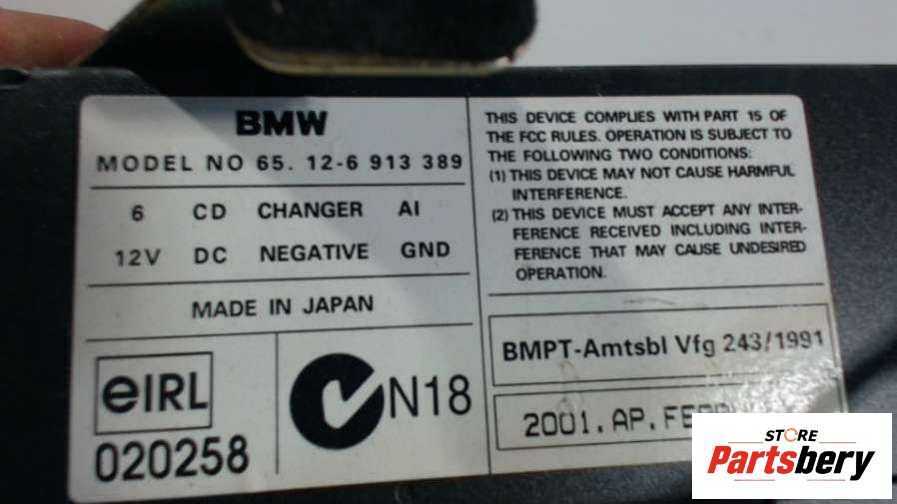 BMW
MODEL NO 65. 12-6 913 389
6 CD CHANGER AI
12V DC NEGATIVE GND
MADE IN JAPAN
eIRL
020258
N18
THIS DEVICE COMPLIES WITH PART 15 OF
THE FCC RULES. OPERATION IS SUBJECT TO
THE FOLLOWING TWO CONDITIONS:
(1) THIS DEVICE MAY NOT CAUSE HARMFUL
INTERFERENCE.
(2) THIS DEVICE MUST ACCEPT ANY INTER-
FERENCE RECEIVED INCLUDING INTER-
FERENCE THAT MAY CAUSE UNDESIRED
OPERATION.
BMPT-Amtsbl Vfg 243/1991
2001.AP.
STORE
Partsbery